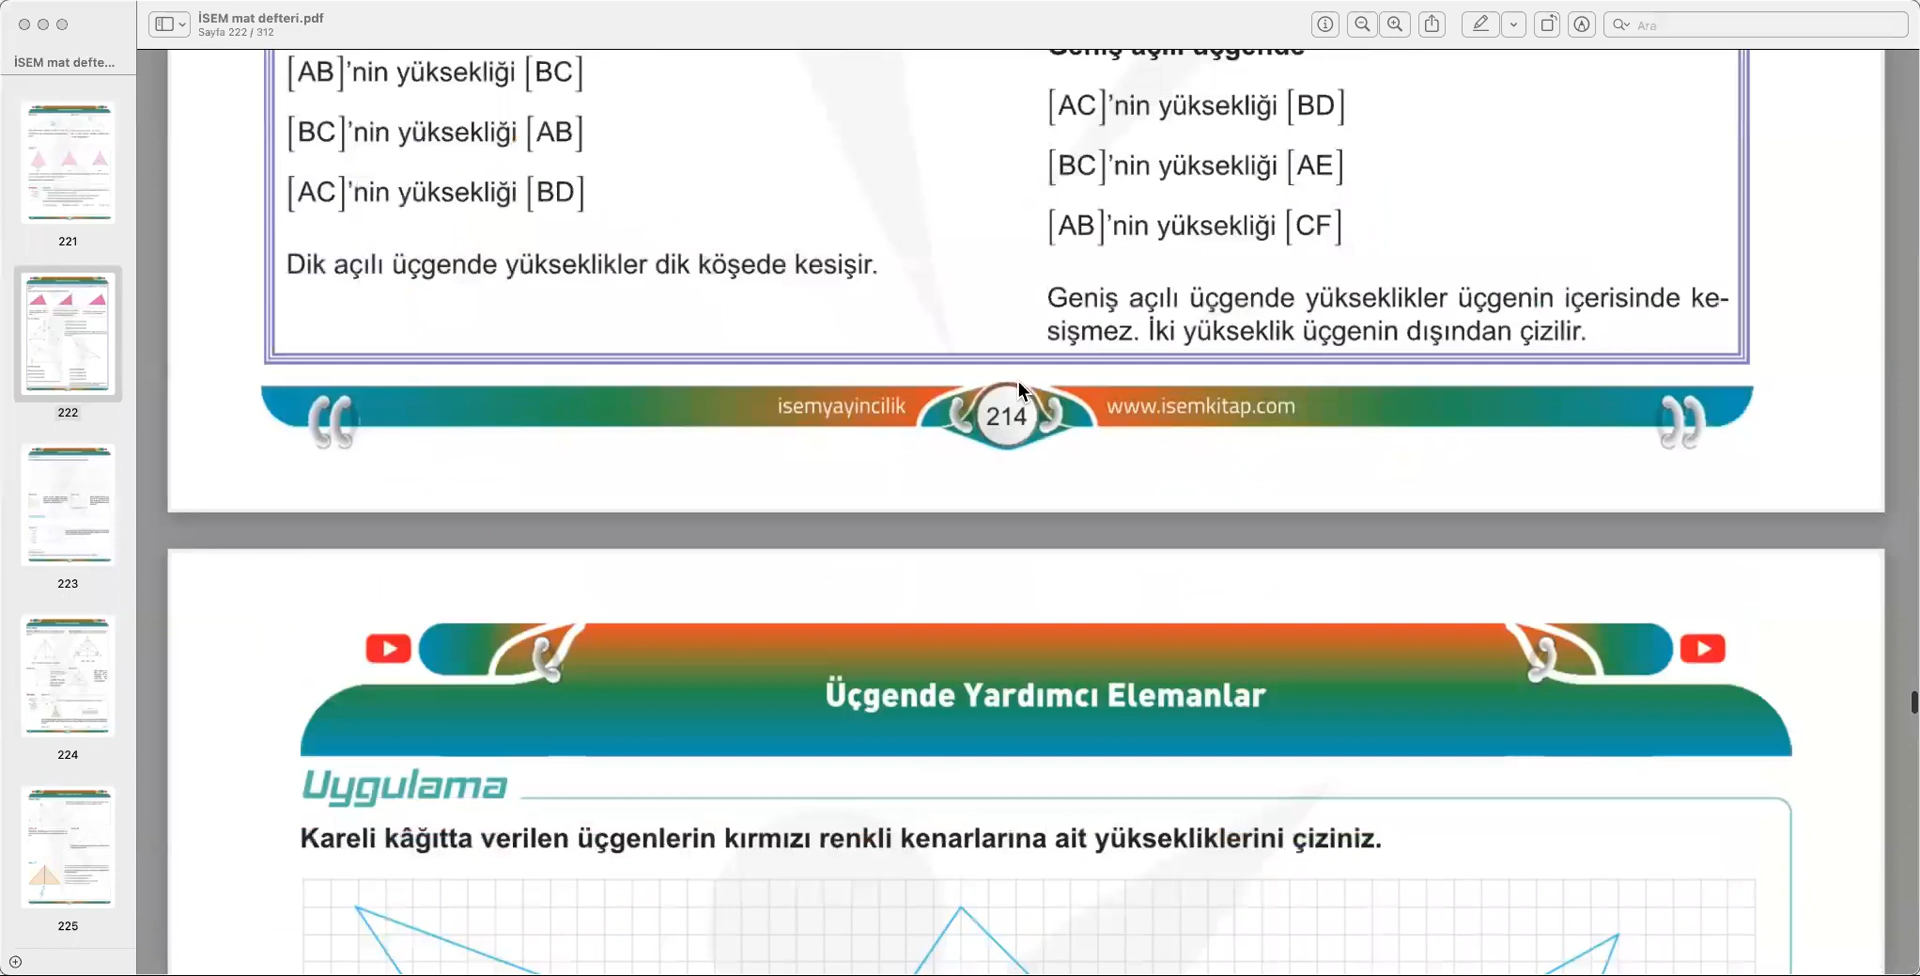 İSEM mat defteri.pdf
Sayfa 222 / 312
Ara
İSEM mat defte...
221
222
223
224
225
[AB]'nin yüksekliği [BC]
[BC]'nin yüksekliği [AB]
[AC]'nin yüksekliği [BD]
Dik açılı üçgende yükseklikler dik köşede kesişir.
Geniş açılı üçgende
[AC]'nin yüksekliği [BD]
[BC]'nin yüksekliği [AE]
[AB]'nin yüksekliği [CF]
Geniş açılı üçgende yükseklikler üçgenin içerisinde ke-
sişmez. İki yükseklik üçgenin dışından çizilir.
isemyayincilik
214
www.isemkitap.com
Üçgende Yardımcı Elemanlar
Uygulama
Kareli kâğıtta verilen üçgenlerin kırmızı renkli kenarlarına ait yüksekliklerini çiziniz.